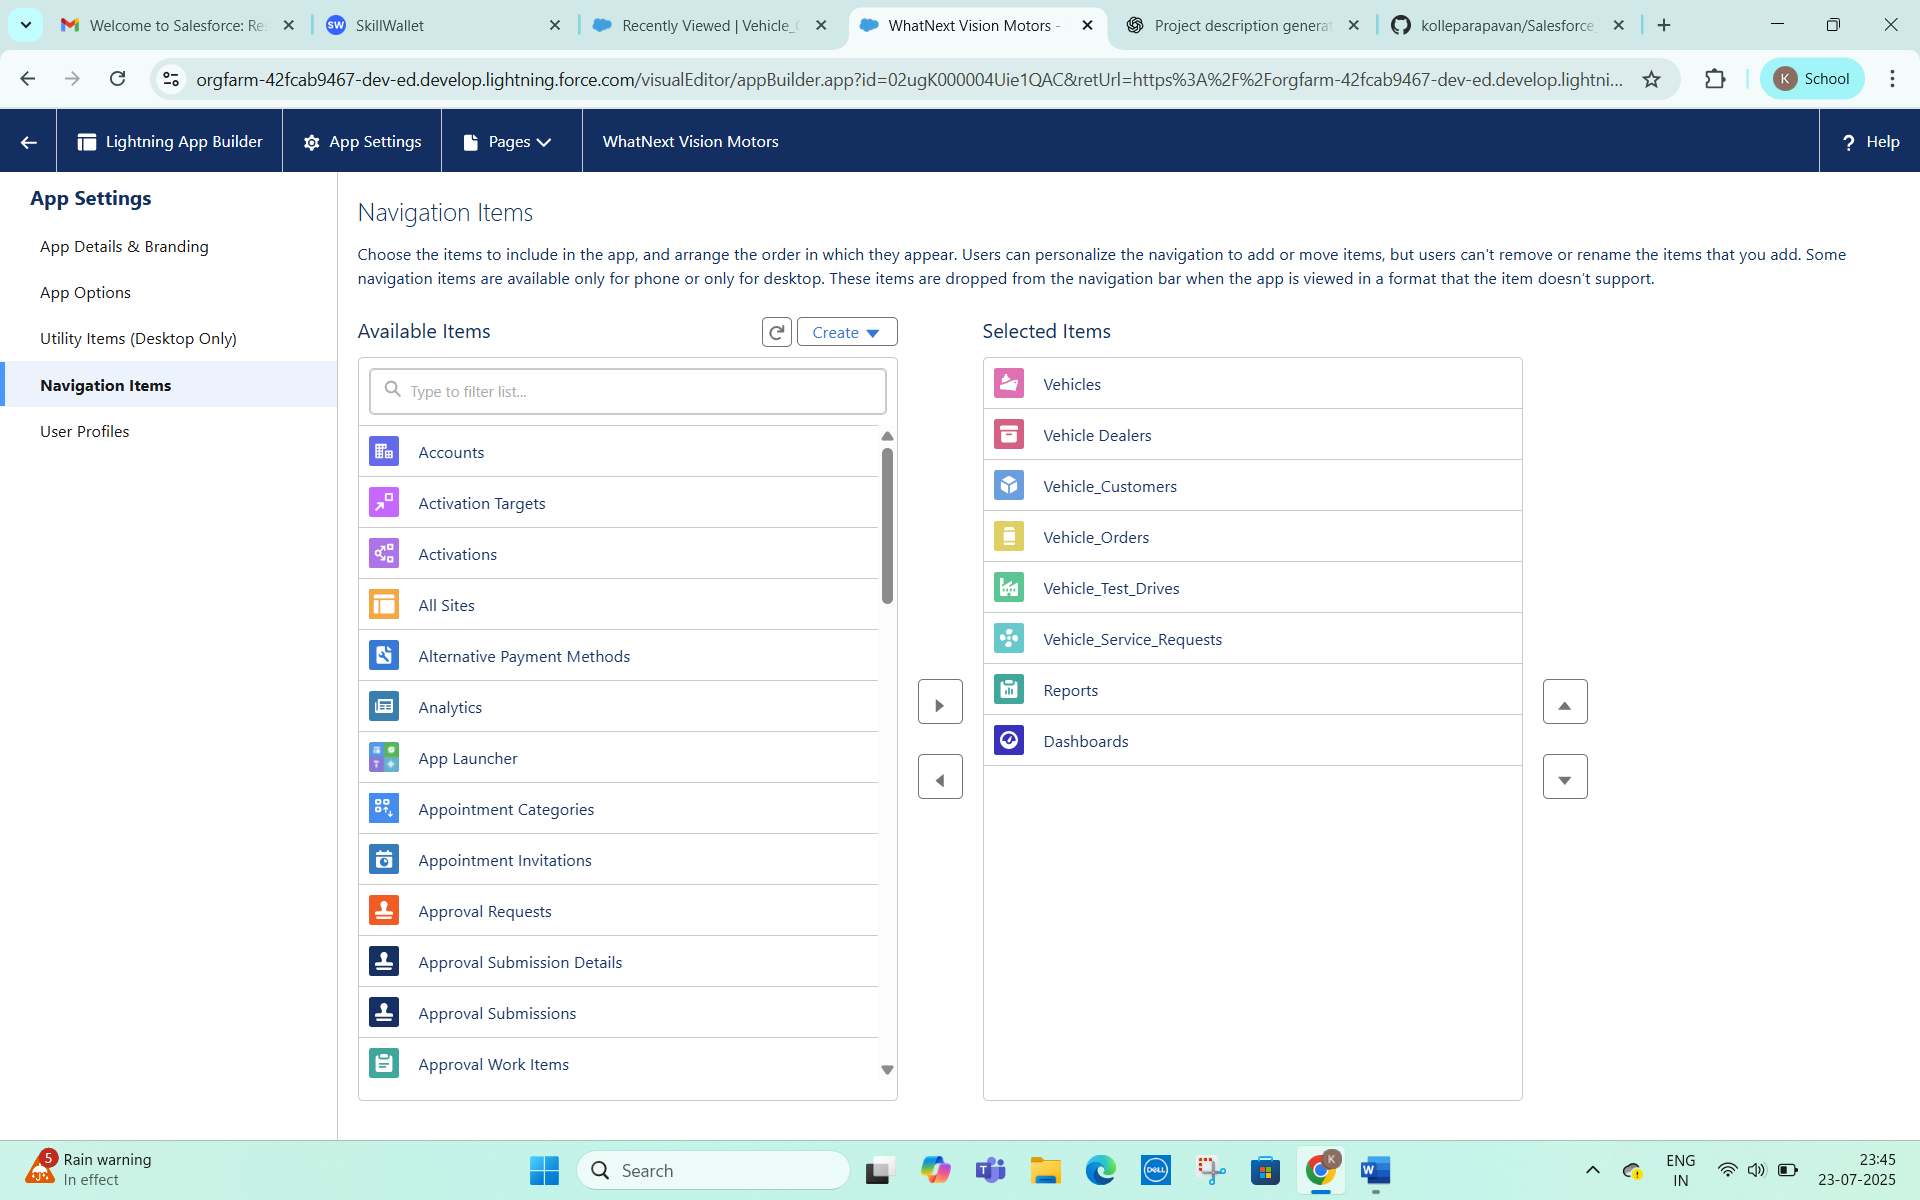 Welcome to Salesforce: Re
SkillWallet
Recently Viewed | Vehicle_
WhatNext Vision Motors -
Project description genera
kolleparapavan/Salesforce_
orgfarm-42fcab9467-dev-ed.develop.lightning.force.com/visualEditor/appBuilder.app?id=02ugK000004Uie1QAC&retUrl=https%3A%2F%2Forgfarm-42fcab9467-dev-ed.develop.lightni...
K School
Lightning App Builder
App Settings
Pages
WhatNext Vision Motors
? Help
App Settings
App Details & Branding
App Options
Utility Items (Desktop Only)
Navigation Items
User Profiles
Navigation Items
Choose the items to include in the app, and arrange the order in which they appear. Users can personalize the navigation to add or move items, but users can't remove or rename the items that you add. Some
navigation items are available only for phone or only for desktop. These items are dropped from the navigation bar when the app is viewed in a format that the item doesn't support.
Available Items
Create
Type to filter list...
Accounts
Activation Targets
Activations
All Sites
Alternative Payment Methods
Analytics
App Launcher
Appointment Categories
Appointment Invitations
Approval Requests
Approval Submission Details
Approval Submissions
Approval Work Items
Selected Items
Vehicles
Vehicle Dealers
Vehicle_Customers
Vehicle_Orders
Vehicle_Test_Drives
Vehicle_Service_Requests
Reports
Dashboards
5
Rain warning
In effect
Search
DELL
K
ENG
IN
23:45
23-07-2025